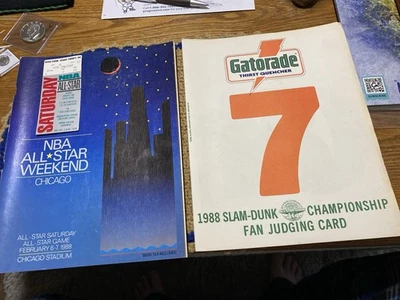 SATURDAY
NBA
ALL-STAR
NBA
ALL★STAR
WEEKEND
CHICAGO
ALL-STAR SATURDAY
ALL-STAR GAME
FEBRUARY 6-7, 1988
CHICAGO STADIUM
Gatorade
THIRST QUENCHER
7
1988 SLAM-DUNK CHAMPIONSHIP
FAN JUDGING CARD